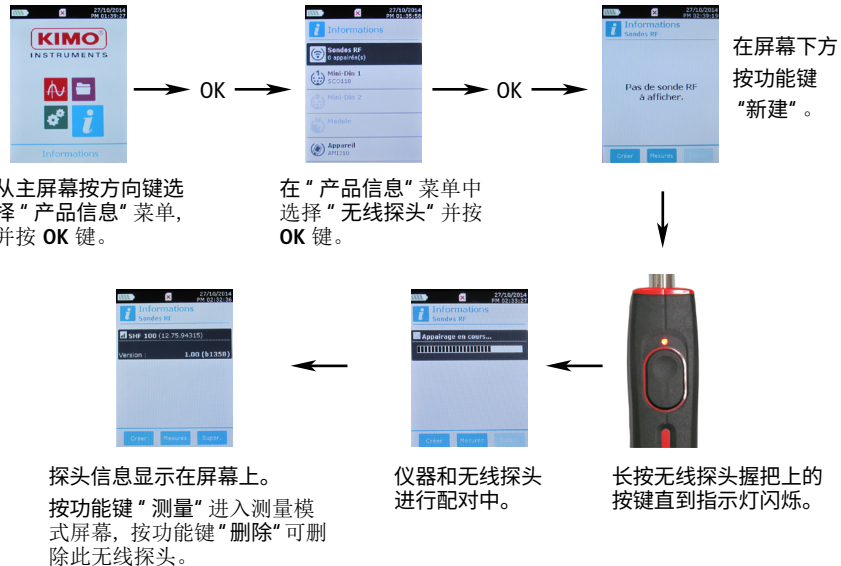 27/10/2014
PM 01:39:27
KIMO
INSTRUMENTS
Informations
OK
27/10/2014
PM 01:35:58
Informations
Sondes RF
0 appairée(s)
Mini-Din 1
SCO110
Mini-Din 2
Module
Appareil
AMI310
OK
27/10/2014
PM 02:39:19
Informations
Sondes RF
Pas de sonde RF
à afficher.
Créer Mesures
在屏幕下方
按功能键
"新建" 。
从主屏幕按方向键选
择 " 产品信息" 菜单,
并按 OK 键。
在 " 产品信息" 菜单中
选择 " 无线探头" 并按
OK 键。
27/10/2014
PM 02:32:36
Informations
Sondes RF
SHF 100 (12.75.94315)
Version : 1.00 (b1358)
Créer Mesures Suppr.
27/10/2014
PM 02:33:27
Informations
Sondes RF
Appairage en cours...
Créer Mesures
探头信息显示在屏幕上。
按功能键 " 测量" 进入测量模
式屏幕, 按功能键 "删除" 可删
除此无线探头。
仪器和无线探头
进行配对中。
长按无线探头握把上的
按键直到指示灯闪烁。